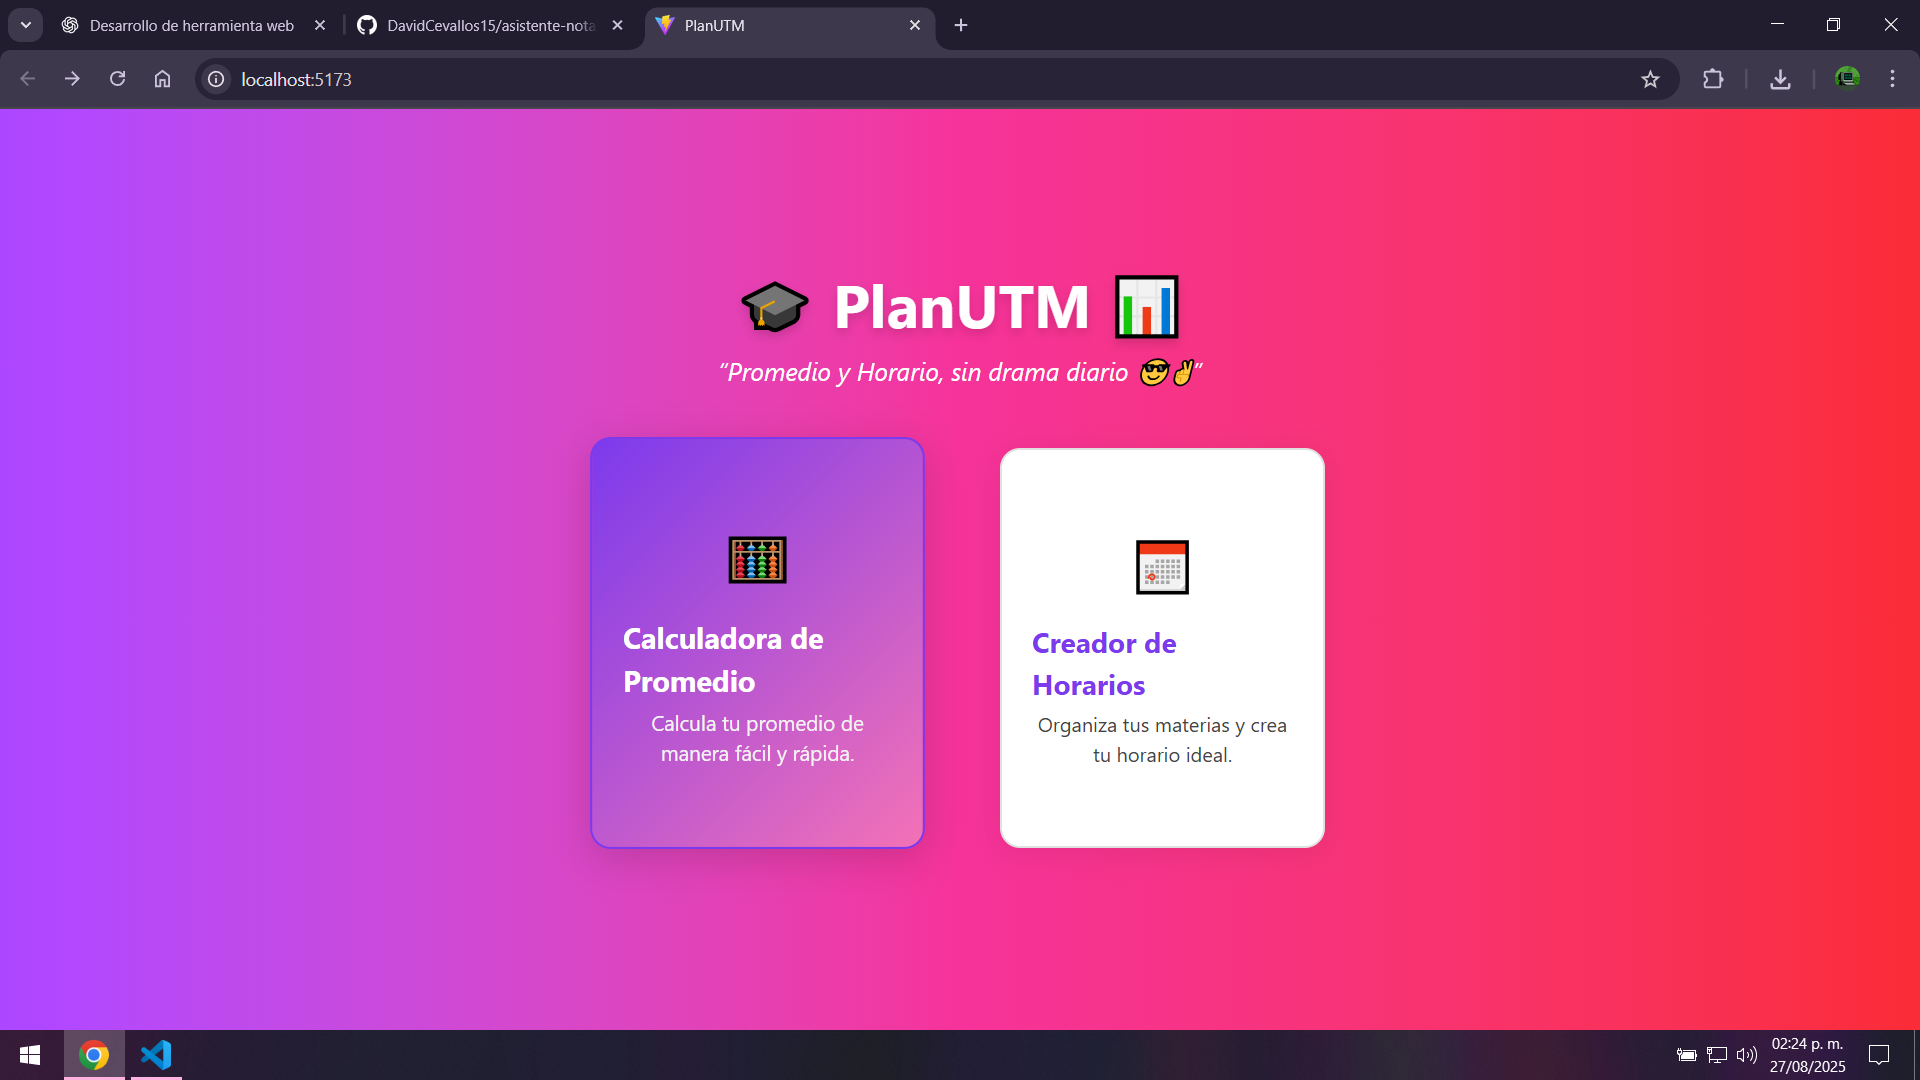 Desarrollo de herramienta web
DavidCevallos15/asistente-nota
PlanUTM
localhost:5173
🎓 PlanUTM 📊
“Promedio y Horario, sin drama diario 😎✌️”
Calculadora de
Promedio
Calcula tu promedio de
manera fácil y rápida.
Creador de
Horarios
Organiza tus materias y crea
tu horario ideal.
02:24 p. m.
27/08/2025